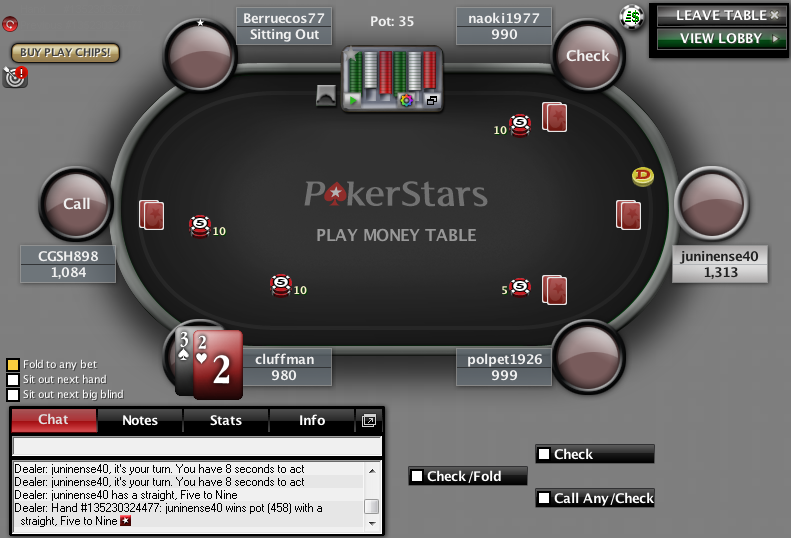 Berruecos77
Sitting Out
Pot: 35
naoki1977
990
LEAVE TABLE
VIEW LOBBY
BUY PLAY CHIPS!
Check
10
D
PokerStars
PLAY MONEY TABLE
Call
10
CGSH898
1,084
juninense40
1,313
10
5
3
2
2
cluffman
980
polpet1926
999
Fold to any bet
Sit out next hand
Sit out next big blind
Chat
Notes
Stats
Info
Dealer: juninense40, it's your turn. You have 8 seconds to act
Dealer: juninense40, it's your turn. You have 8 seconds to act
Dealer: juninense40 has a straight, Five to Nine
Dealer: Hand #135230324477: juninense40 wins pot (458) with a
straight, Five to Nine
Check/Fold
Check
Call Any/Check